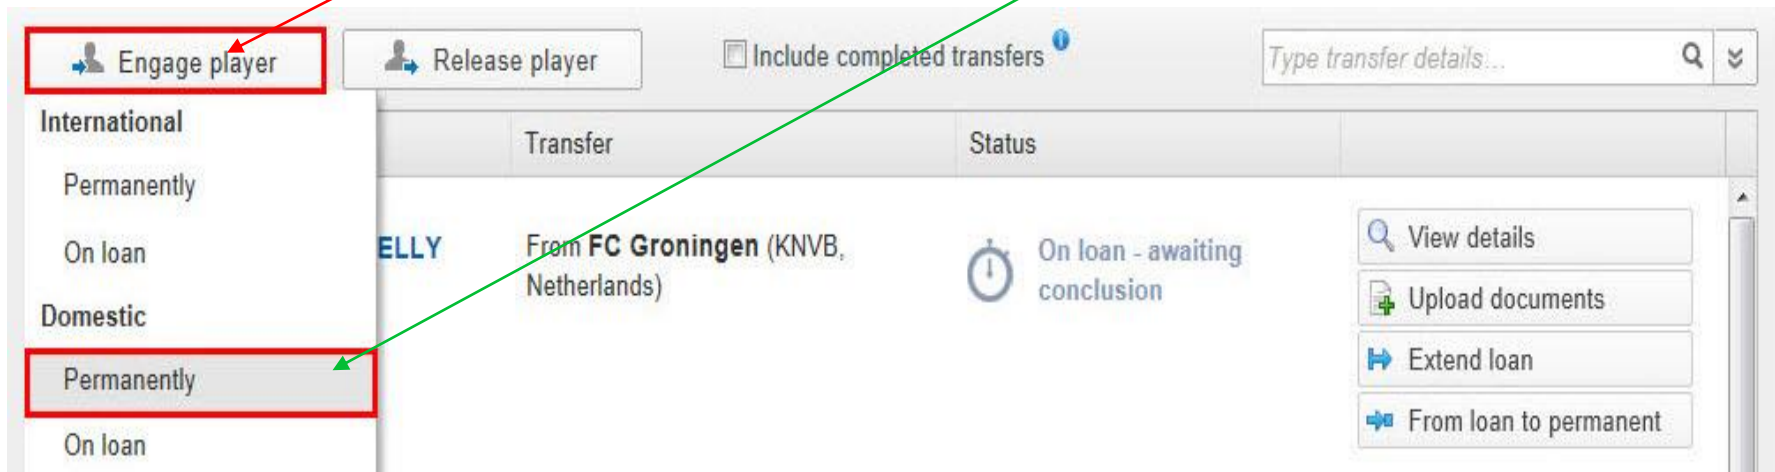 Engage player
Release player
Include completed transfers
Type transfer details...
International
Permanently
On loan
Domestic
Permanently
On loan
Transfer
Status
ELLY
From FC Groningen (KNVB,
Netherlands)
On loan - awaiting
conclusion
View details
Upload documents
Extend loan
From loan to permanent